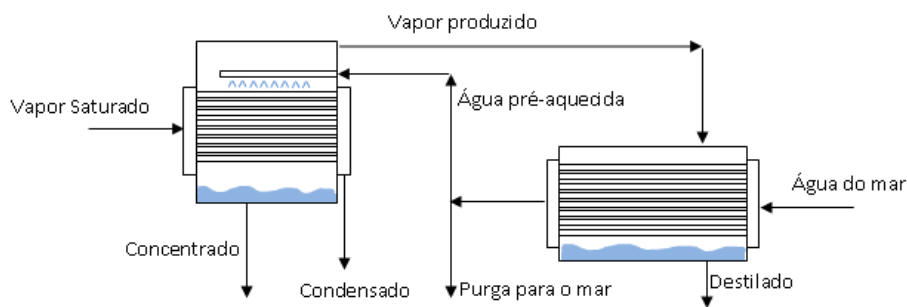 Vapor produzido
Vapor Saturado
Água pré-aquecida
Água do mar
Concentrado
Condensado
Purga para o mar
Destilado